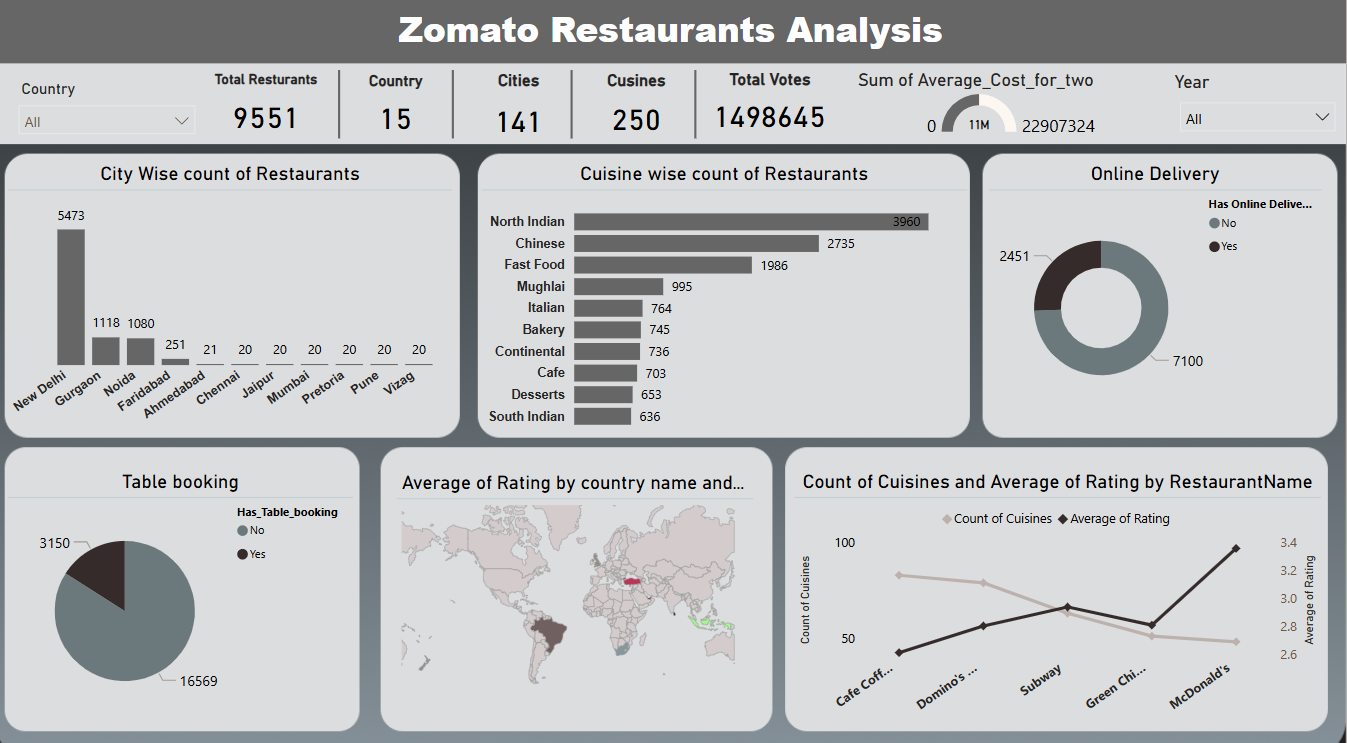 Zomato Restaurants Analysis
Country
All
Total Resturants
9551
Country
15
Cities
141
Cusines
250
Total Votes
1498645
Sum of Average_Cost_for_two
0
11M
22907324
Year
All
City Wise count of Restaurants
5473
1118
1080
251
21
20
20
20
20
20
20
New Delhi
Gurgaon
Noida
Faridabad
Ahmedabad
Chennai
Jaipur
Mumbai
Pretoria
Pune
Vizag
Cuisine wise count of Restaurants
North Indian 3960
Chinese 2735
Fast Food 1986
Mughlai 995
Italian 764
Bakery 745
Continental 736
Cafe 703
Desserts 653
South Indian 636
Online Delivery
Has Online Delive...
No
Yes
2451
7100
Table booking
Has_Table_booking
No
Yes
3150
16569
Average of Rating by country name and...
Count of Cuisines and Average of Rating by RestaurantName
Count of Cuisines
Average of Rating
100
50
Count of Cuisines
3.4
3.2
3.0
2.8
2.6
Average of Rating
Cafe Coff...
Domino's ...
Subway
Green Chi...
McDonald's